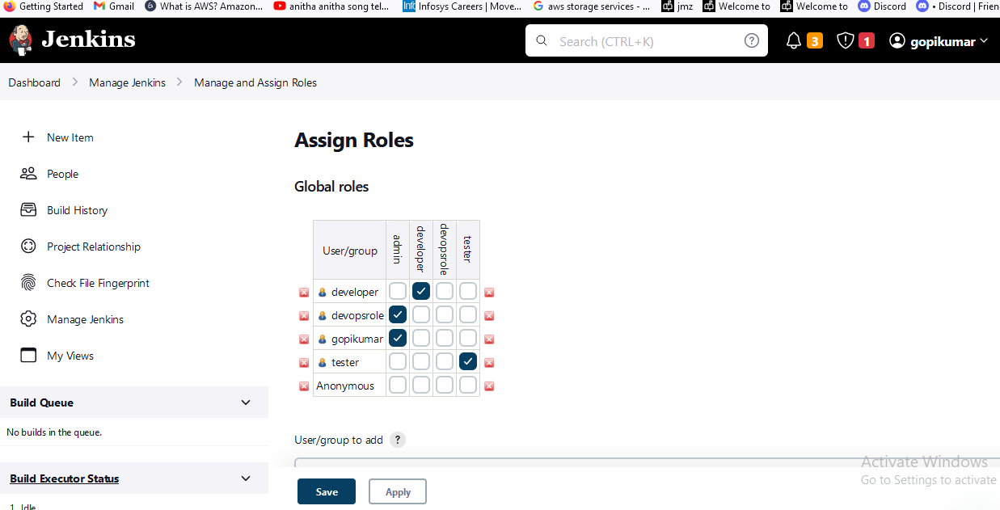 Getting Started Gmail What is AWS? Amazon... anitha anitha song tel... Infosys Careers | Move... aws storage services - ... jmz Welcome to Welcome to Discord • Discord | Frien
Jenkins Search (CTRL+K) ? 3 1 gopikumar
Dashboard Manage Jenkins Manage and Assign Roles
New Item
People
Build History
Project Relationship
Check File Fingerprint
Manage Jenkins
My Views
Build Queue
No builds in the queue.
Build Executor Status
1 Idle
Assign Roles
Global roles
User/group admin developer devopsrole tester
developer
devopsrole
gopikumar
tester
Anonymous
User/group to add ?
Save Apply
Activate Windows
Go to Settings to activate